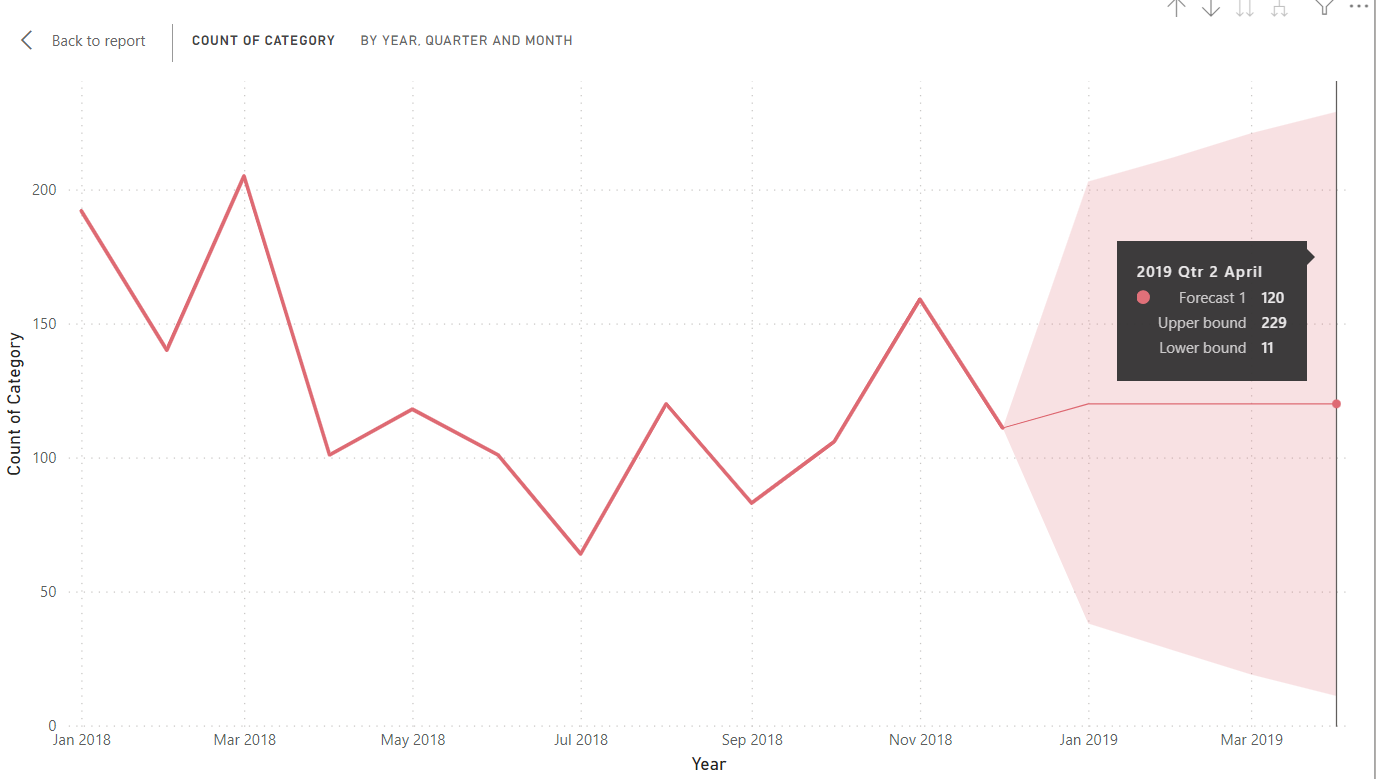 Back to report
COUNT OF CATEGORY BY YEAR, QUARTER AND MONTH
200
150
100
50
0
Count of Category
2019 Qtr 2 April
Forecast 1 120
Upper bound 229
Lower bound 11
Jan 2018 Mar 2018 May 2018 Jul 2018 Sep 2018 Nov 2018 Jan 2019 Mar 2019
Year